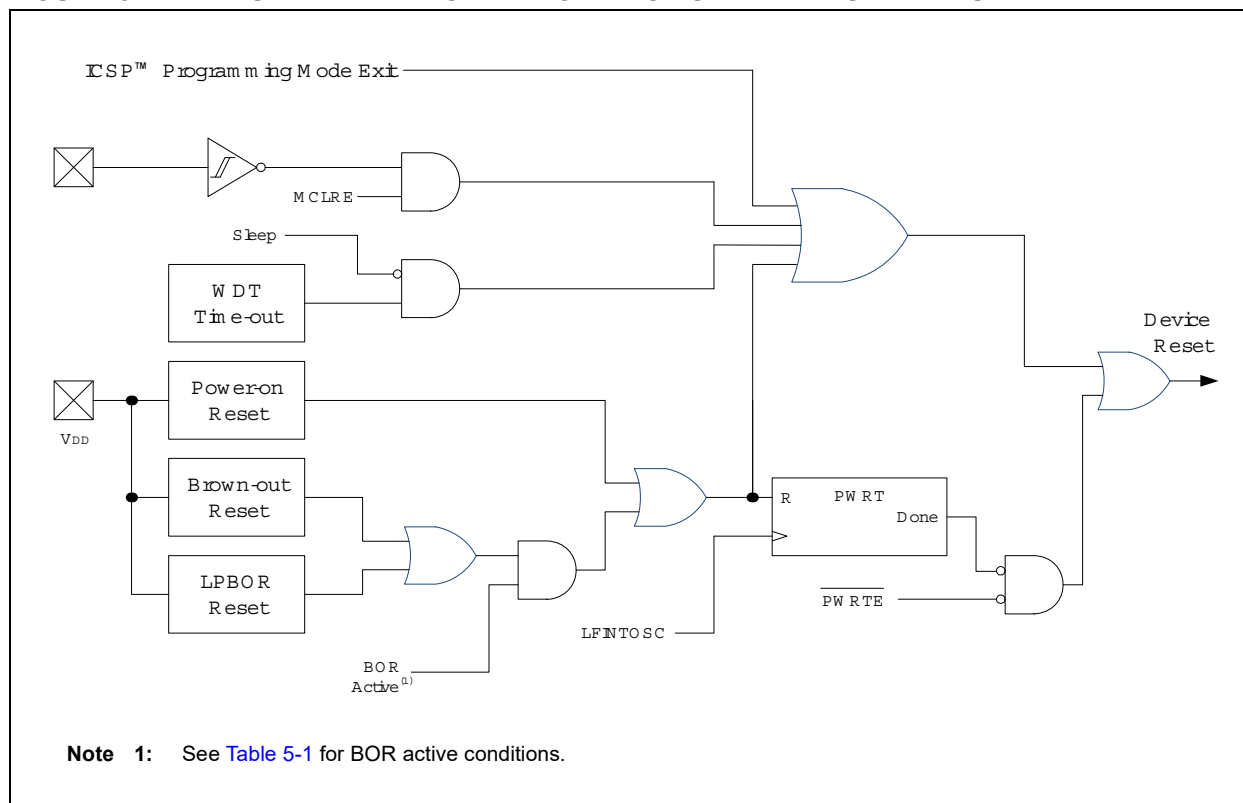 ICSP™ Programming Mode Exit
MCLRE
Sleep
WDT
Time-out
Device
Reset
Power-on
Reset
VDD
Brown-out
Reset
R PWRT
Done
LPBOR
Reset
PWRTE
LFINTOSC
BOR
Active(1)
Note 1: See Table 5-1 for BOR active conditions.